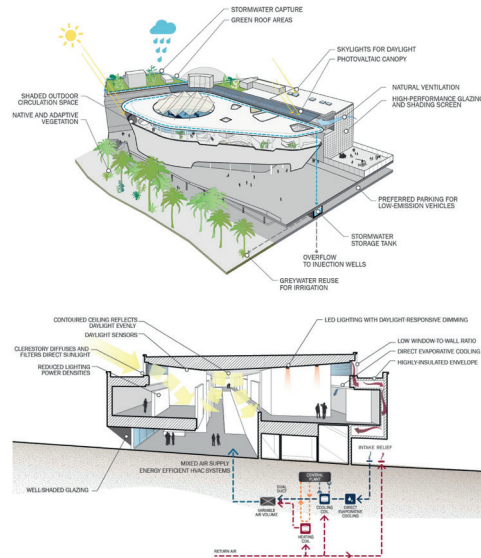 STORMWATER CAPTURE
GREEN ROOF AREAS
SKYLIGHTS FOR DAYLIGHT
PHOTOVOLTAIC CANOPY
NATURAL VENTILATION
HIGH-PERFORMANCE GLAZING
AND SHADING SCREEN
SHADED OUTDOOR
CIRCULATION SPACE
NATIVE AND ADAPTIVE
VEGETATION
PREFERRED PARKING FOR
LOW-EMISSION VEHICLES
STORMWATER
STORAGE TANK
OVERFLOW
TO INJECTION WELLS
GREYWATER REUSE
FOR IRRIGATION
CONTOURED CEILING REFLECTS
DAYLIGHT EVENLY
DAYLIGHT SENSORS
CLERESTORY DIFFUSES AND
FILTERS DIRECT SUNLIGHT
REDUCED LIGHTING
POWER DENSITIES
LED LIGHTING WITH DAYLIGHT-RESPONSIVE DIMMING
LOW WINDOW-TO-WALL RATIO
DIRECT EVAPORATIVE COOLING
HIGHLY-INSULATED ENVELOPE
INTAKE RELIEF
MIXED AIR SUPPLY
ENERGY EFFICIENT HVAC SYSTEMS
WELL-SHADED GLAZING
CENTRAL
PLANT
DUAL
DUCT
VARIABLE
AIR VOLUME
COOLING
COIL
DIRECT
EVAPORATIVE
COOLING
HEATING
COIL
RETURN AIR